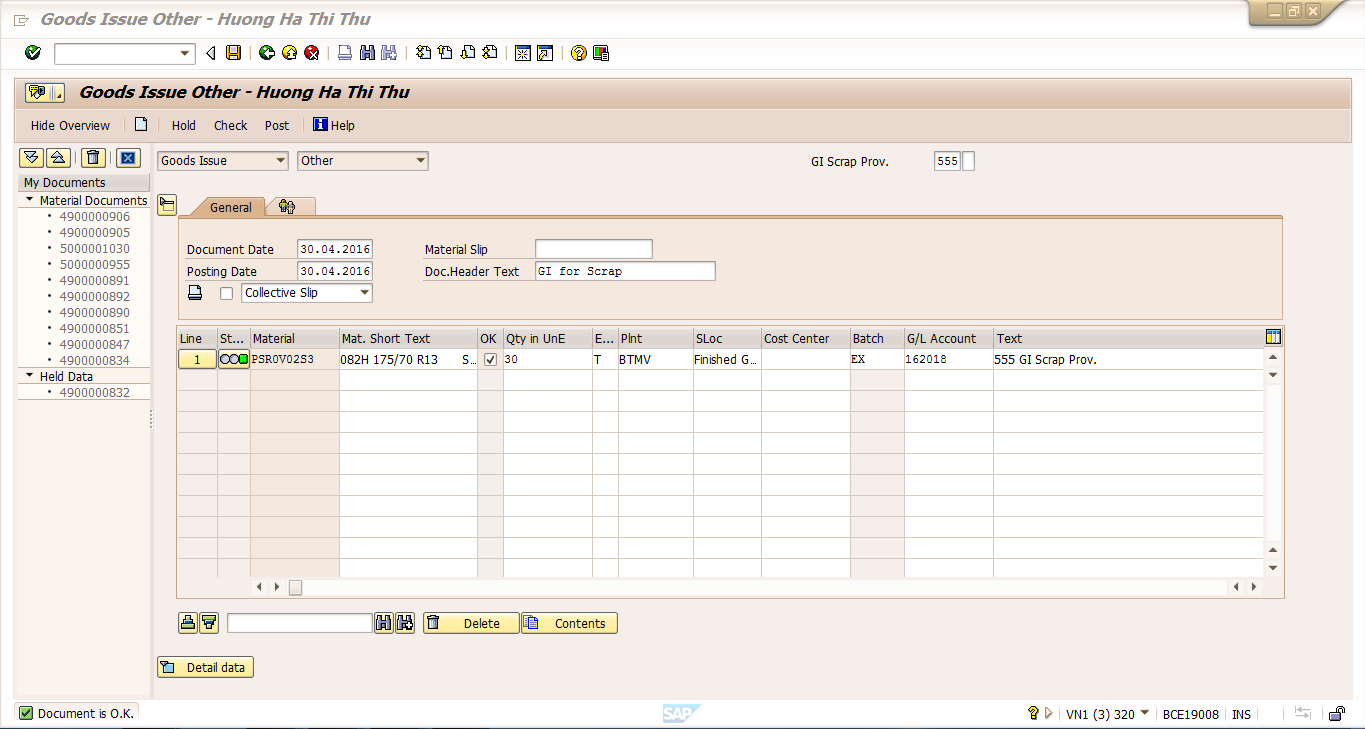 Goods Issue Other - Huong Ha Thi Thu
Goods Issue Other - Huong Ha Thi Thu
Hide Overview Hold Check Post Help
Goods Issue Other GI Scrap Prov. 555
My Documents
Material Documents
4900000906
4900000905
5000001030
5000000955
4900000891
4900000892
4900000890
4900000851
4900000847
4900000834
Held Data
4900000832
General
Document Date 30.04.2016 Material Slip
Posting Date 30.04.2016 Doc.Header Text GI for Scrap
Collective Slip
Line St... Material Mat. Short Text OK Qty in UnE E... Plnt SLoc Cost Center Batch G/L Account Text
1 PSR0V02S3 082H 175/70 R13 S... 30 T BTMV Finished G... EX 162018 555 GI Scrap Prov.
Delete Contents
Detail data
Document is O.K. SAP VN1 (3) 320 BCE19008 INS